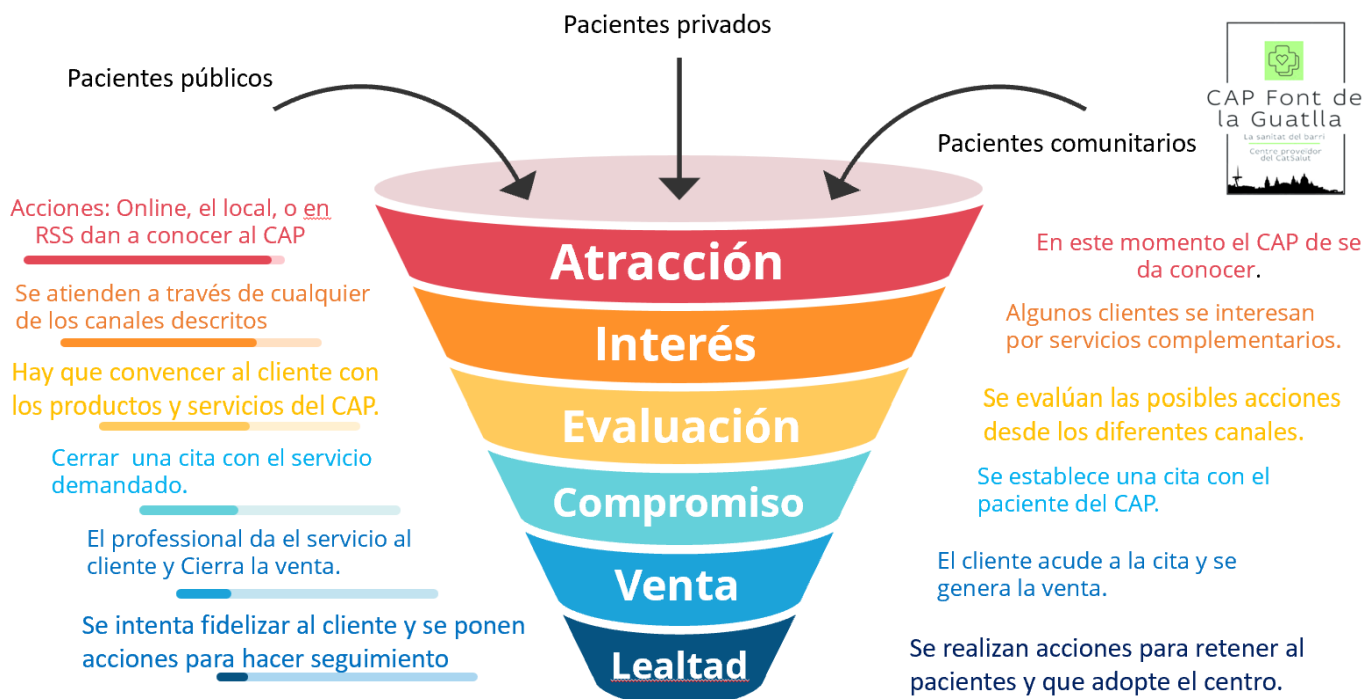 Pacientes privados
Pacientes públicos
Pacientes comunitarios
CAP Font de
la Guatlla
La sanitat del barri
Centre proveïdor
del CatSalut
Acciones: Online, el local, o en
RSS dan a conocer al CAP
Atracción
En este momento el CAP de se
da conocer.
Se atienden a través de cualquier
de los canales descritos
Interés
Algunos clientes se interesan
por servicios complementarios.
Hay que convencer al cliente con
los productos y servicios del CAP.
Evaluación
Se evalúan las posibles acciones
desde los diferentes canales.
Cerrar una cita con el servicio
demandado.
Compromiso
Se establece una cita con el
paciente del CAP.
El professional da el servicio al
cliente y Cierra la venta.
Venta
El cliente acude a la cita y se
genera la venta.
Se intenta fidelizar al cliente y se ponen
acciones para hacer seguimiento
Lealtad
Se realizan acciones para retener al
pacientes y que adopte el centro.